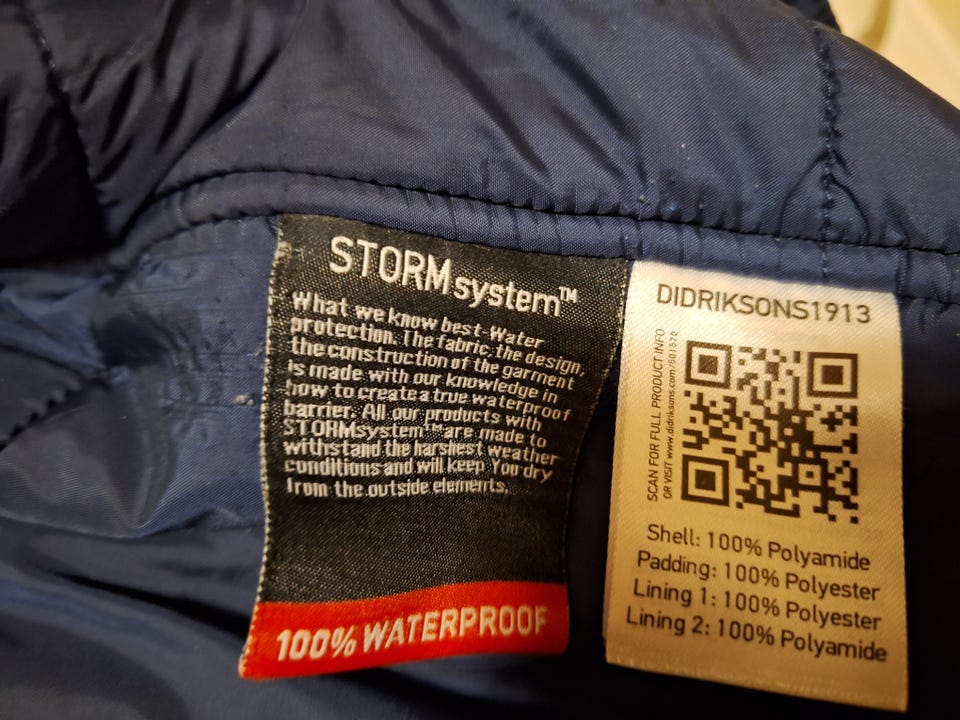 STORMsystem™
What we know best-Water
protection. The fabric, the design,
the construction of the garment
is made with our knowledge in
how to create a true waterproof
barrier. All our products with
STORMsystem™ are made to
withstand the harshest weather
conditions and will keep You dry
from the outside elements.
100% WATERPROOF
DIDRIKSONS1913
SCAN FOR FULL PRODUCT INFO
OR VISIT www.didriksons.com/501520
Shell: 100% Polyamide
Padding: 100% Polyester
Lining 1: 100% Polyester
Lining 2: 100% Polyamide